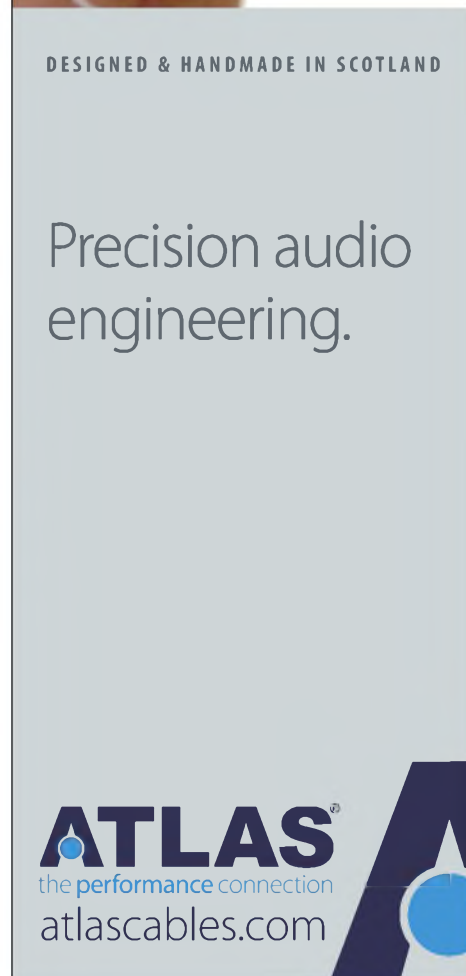 DESIGNED & HANDMADE IN SCOTLAND
Precision audio
engineering.
ATLAS®
the performance connection
atlascables.com